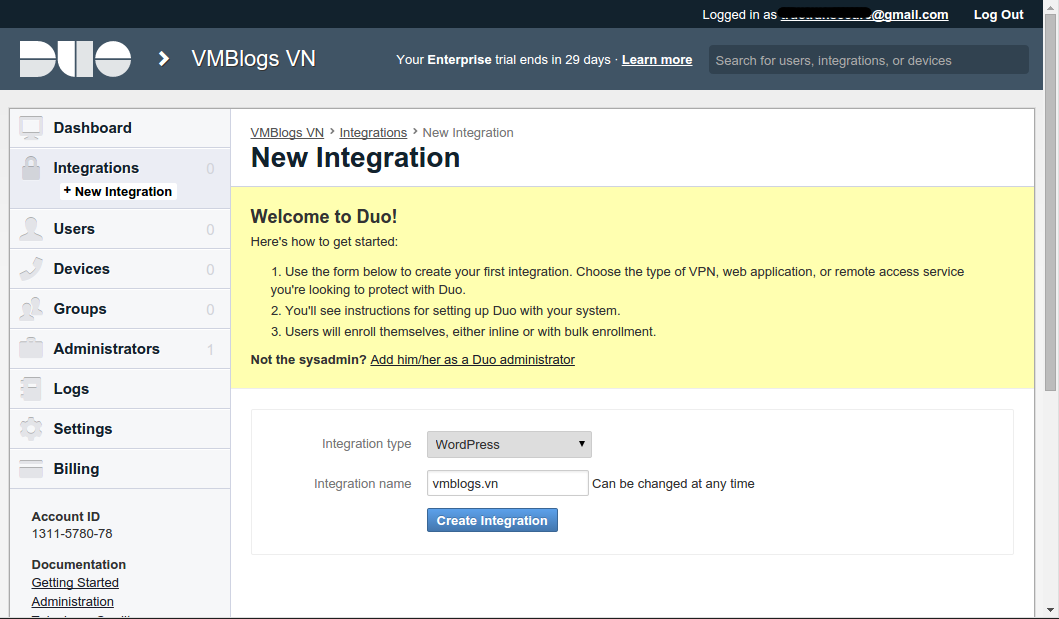 Logged in as @gmail.com Log Out
DUO VMBlogs VN Your Enterprise trial ends in 29 days · Learn more Search for users, integrations, or devices
Dashboard
Integrations 0
+ New Integration
Users 0
Devices 0
Groups 0
Administrators 1
Logs
Settings
Billing
Account ID
1311-5780-78
Documentation
Getting Started
Administration
VMBlogs VN › Integrations › New Integration
New Integration
Welcome to Duo!
Here's how to get started:
1. Use the form below to create your first integration. Choose the type of VPN, web application, or remote access service
you're looking to protect with Duo.
2. You'll see instructions for setting up Duo with your system.
3. Users will enroll themselves, either inline or with bulk enrollment.
Not the sysadmin? Add him/her as a Duo administrator
Integration type WordPress
Integration name vmblogs.vn Can be changed at any time
Create Integration